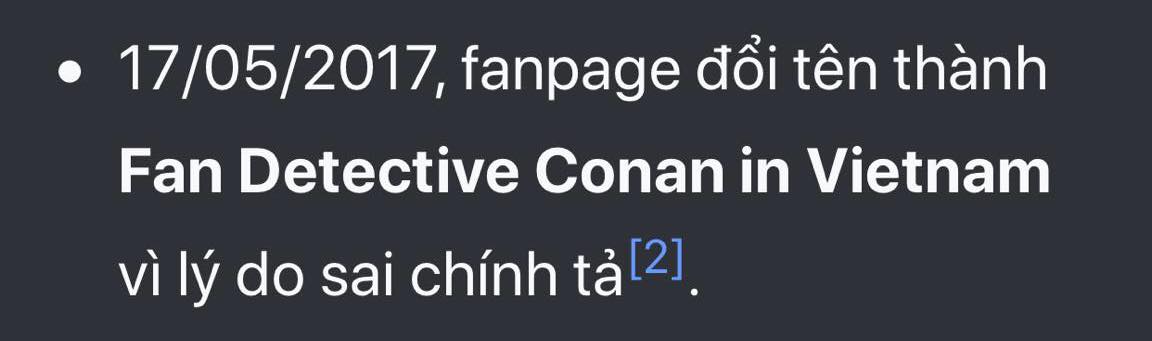 • 17/05/2017, fanpage đổi tên thành
Fan Detective Conan in Vietnam
vì lý do sai chính tả[2].